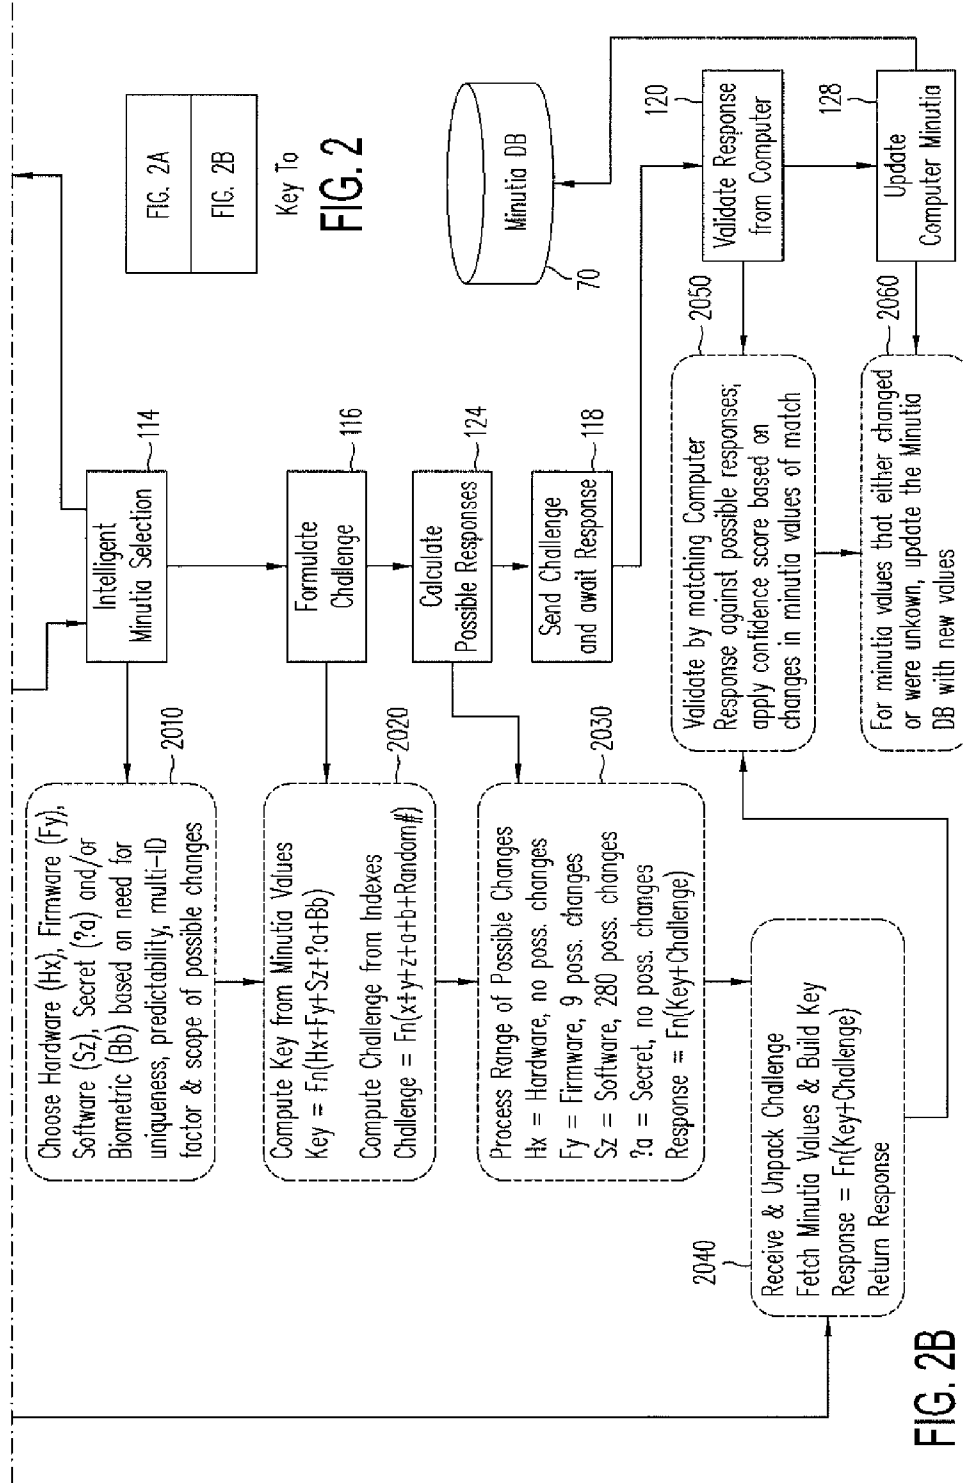 Intelligent
Minutia Selection
114
FIG. 2A
FIG. 2B
Key To
FIG. 2
Choose Hardware (Hx), Firmware (Fy),
Software (Sz), Secret (?a) and/or
Biometric (Bb) based on need for
uniqueness, predictability, multi-ID
factor & scope of possible changes
2010
Formulate
Challenge
116
Compute Key from Minutia Values
Key = Fn(Hx+Fy+Sz+?a+Bb)
Compute Challenge from Indexes
Challenge = Fn(x+y+z+a+b+Random#)
2020
Calculate
Possible Responses
124
Process Range of Possible Changes
Hx = Hardware, no poss. changes
Fy = Firmware, 9 poss. changes
Sz = Software, 280 poss. changes
?a = Secret, no poss. changes
Response = Fn(Key+Challenge)
2030
Send Challenge
and await Response
118
Minutia DB
70
2040
Receive & Unpack Challenge
Fetch Minutia Values & Build Key
Response = Fn(Key+Challenge)
Return Response
Validate by matching Computer
Response against possible responses;
apply confidence score based on
changes in minutia values of match
2050
Validate Response
from Computer
120
For minutia values that either changed
or were unkown, update the Minutia
DB with new values
2060
Update
Computer Minutia
128
FIG. 2B